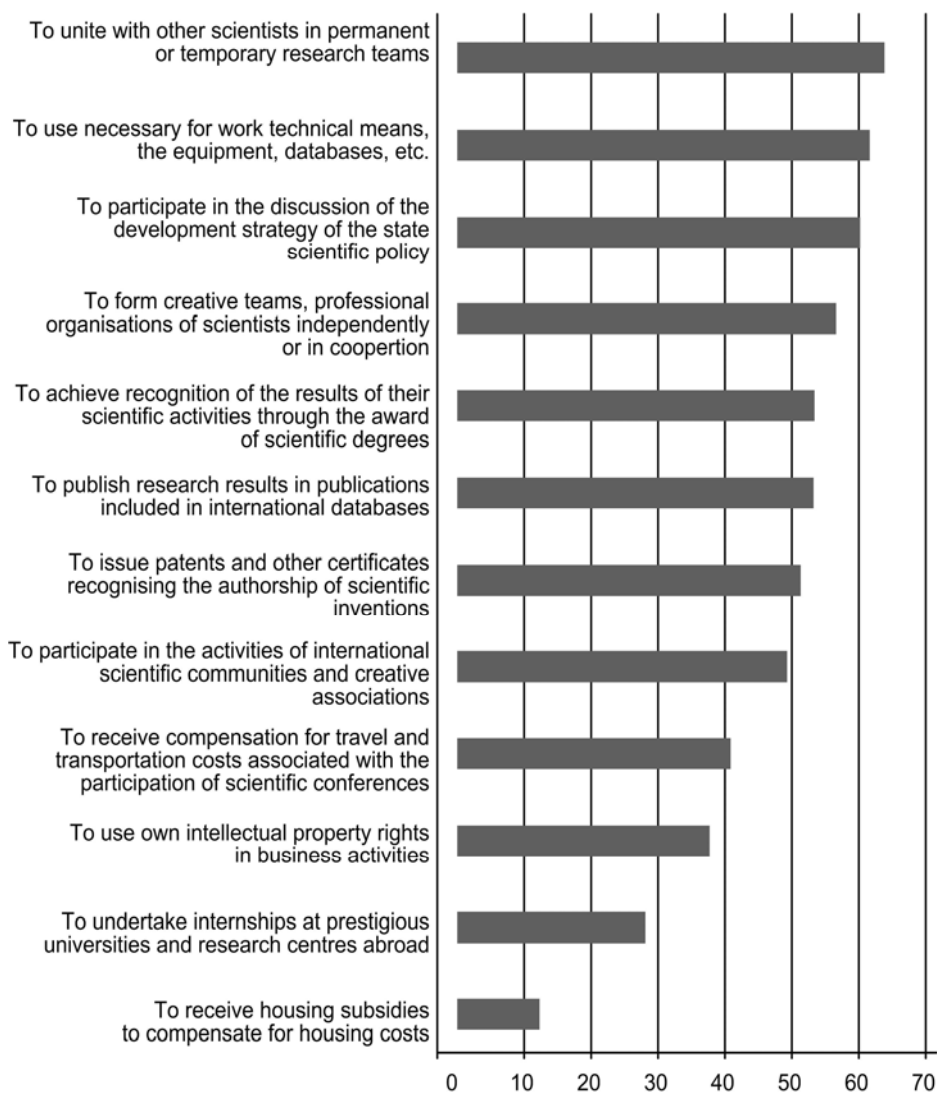 To unite with other scientists in permanent
or temporary research teams
To use necessary for work technical means,
the equipment, databases, etc.
To participate in the discussion of the
development strategy of the state
scientific policy
To form creative teams, professional
organisations of scientists independently
or in coopertion
To achieve recognition of the results of their
scientific activities through the award
of scientific degrees
To publish research results in publications
included in international databases
To issue patents and other certificates
recognising the authorship of scientific
inventions
To participate in the activities of international
scientific communities and creative
associations
To receive compensation for travel and
transportation costs associated with the
participation of scientific conferences
To use own intellectual property rights
in business activities
To undertake internships at prestigious
universities and research centres abroad
To receive housing subsidies
to compensate for housing costs
0 10 20 30 40 50 60 70